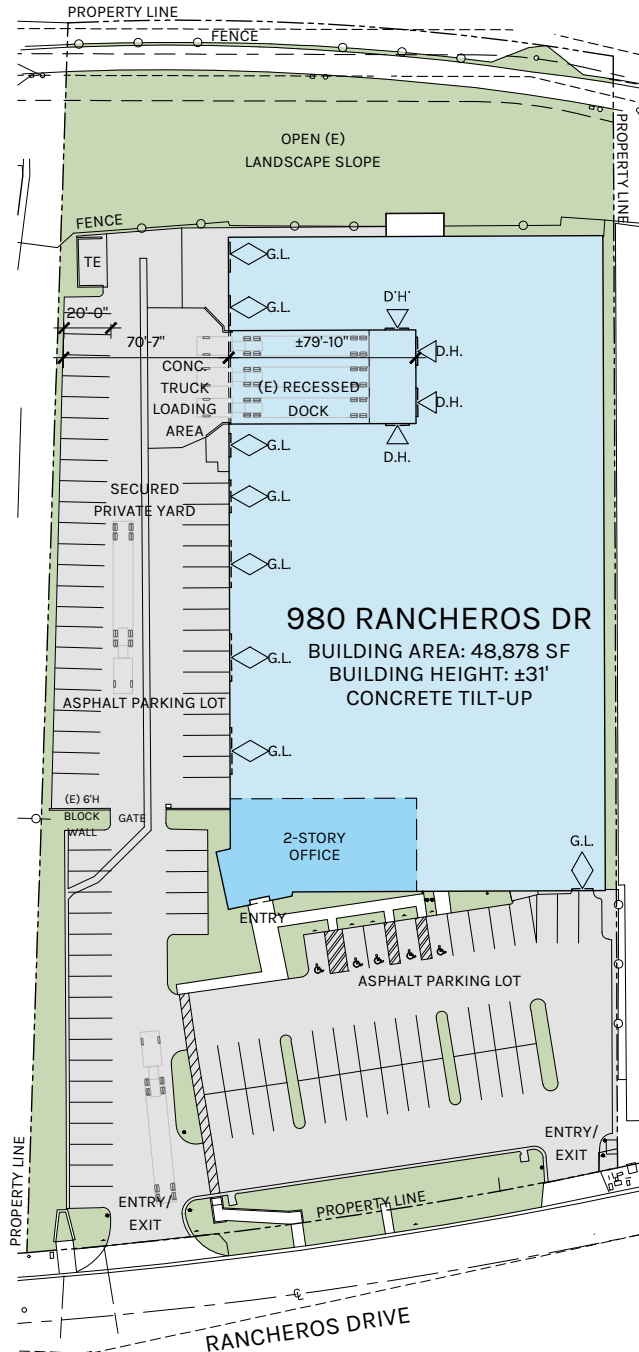 PROPERTY LINE
FENCE
OPEN (E)
LANDSCAPE SLOPE
PROPERTY LINE
FENCE
TE
G.L.
G.L.
20'-0"
70'-7"
±79'-10"
D.H.
D.H.
D.H.
D.H.
CONC.
TRUCK
LOADING
AREA
(E) RECESSED
DOCK
G.L.
G.L.
SECURED
PRIVATE YARD
G.L.
980 RANCHEROS DR
BUILDING AREA: 48,878 SF
BUILDING HEIGHT: ±31'
CONCRETE TILT-UP
G.L.
ASPHALT PARKING LOT
G.L.
(E) 6'H
BLOCK
WALL
GATE
2-STORY
OFFICE
G.L.
ENTRY
ASPHALT PARKING LOT
ENTRY/
EXIT
PROPERTY LINE
ENTRY/
EXIT
PROPERTY LINE
RANCHEROS DRIVE